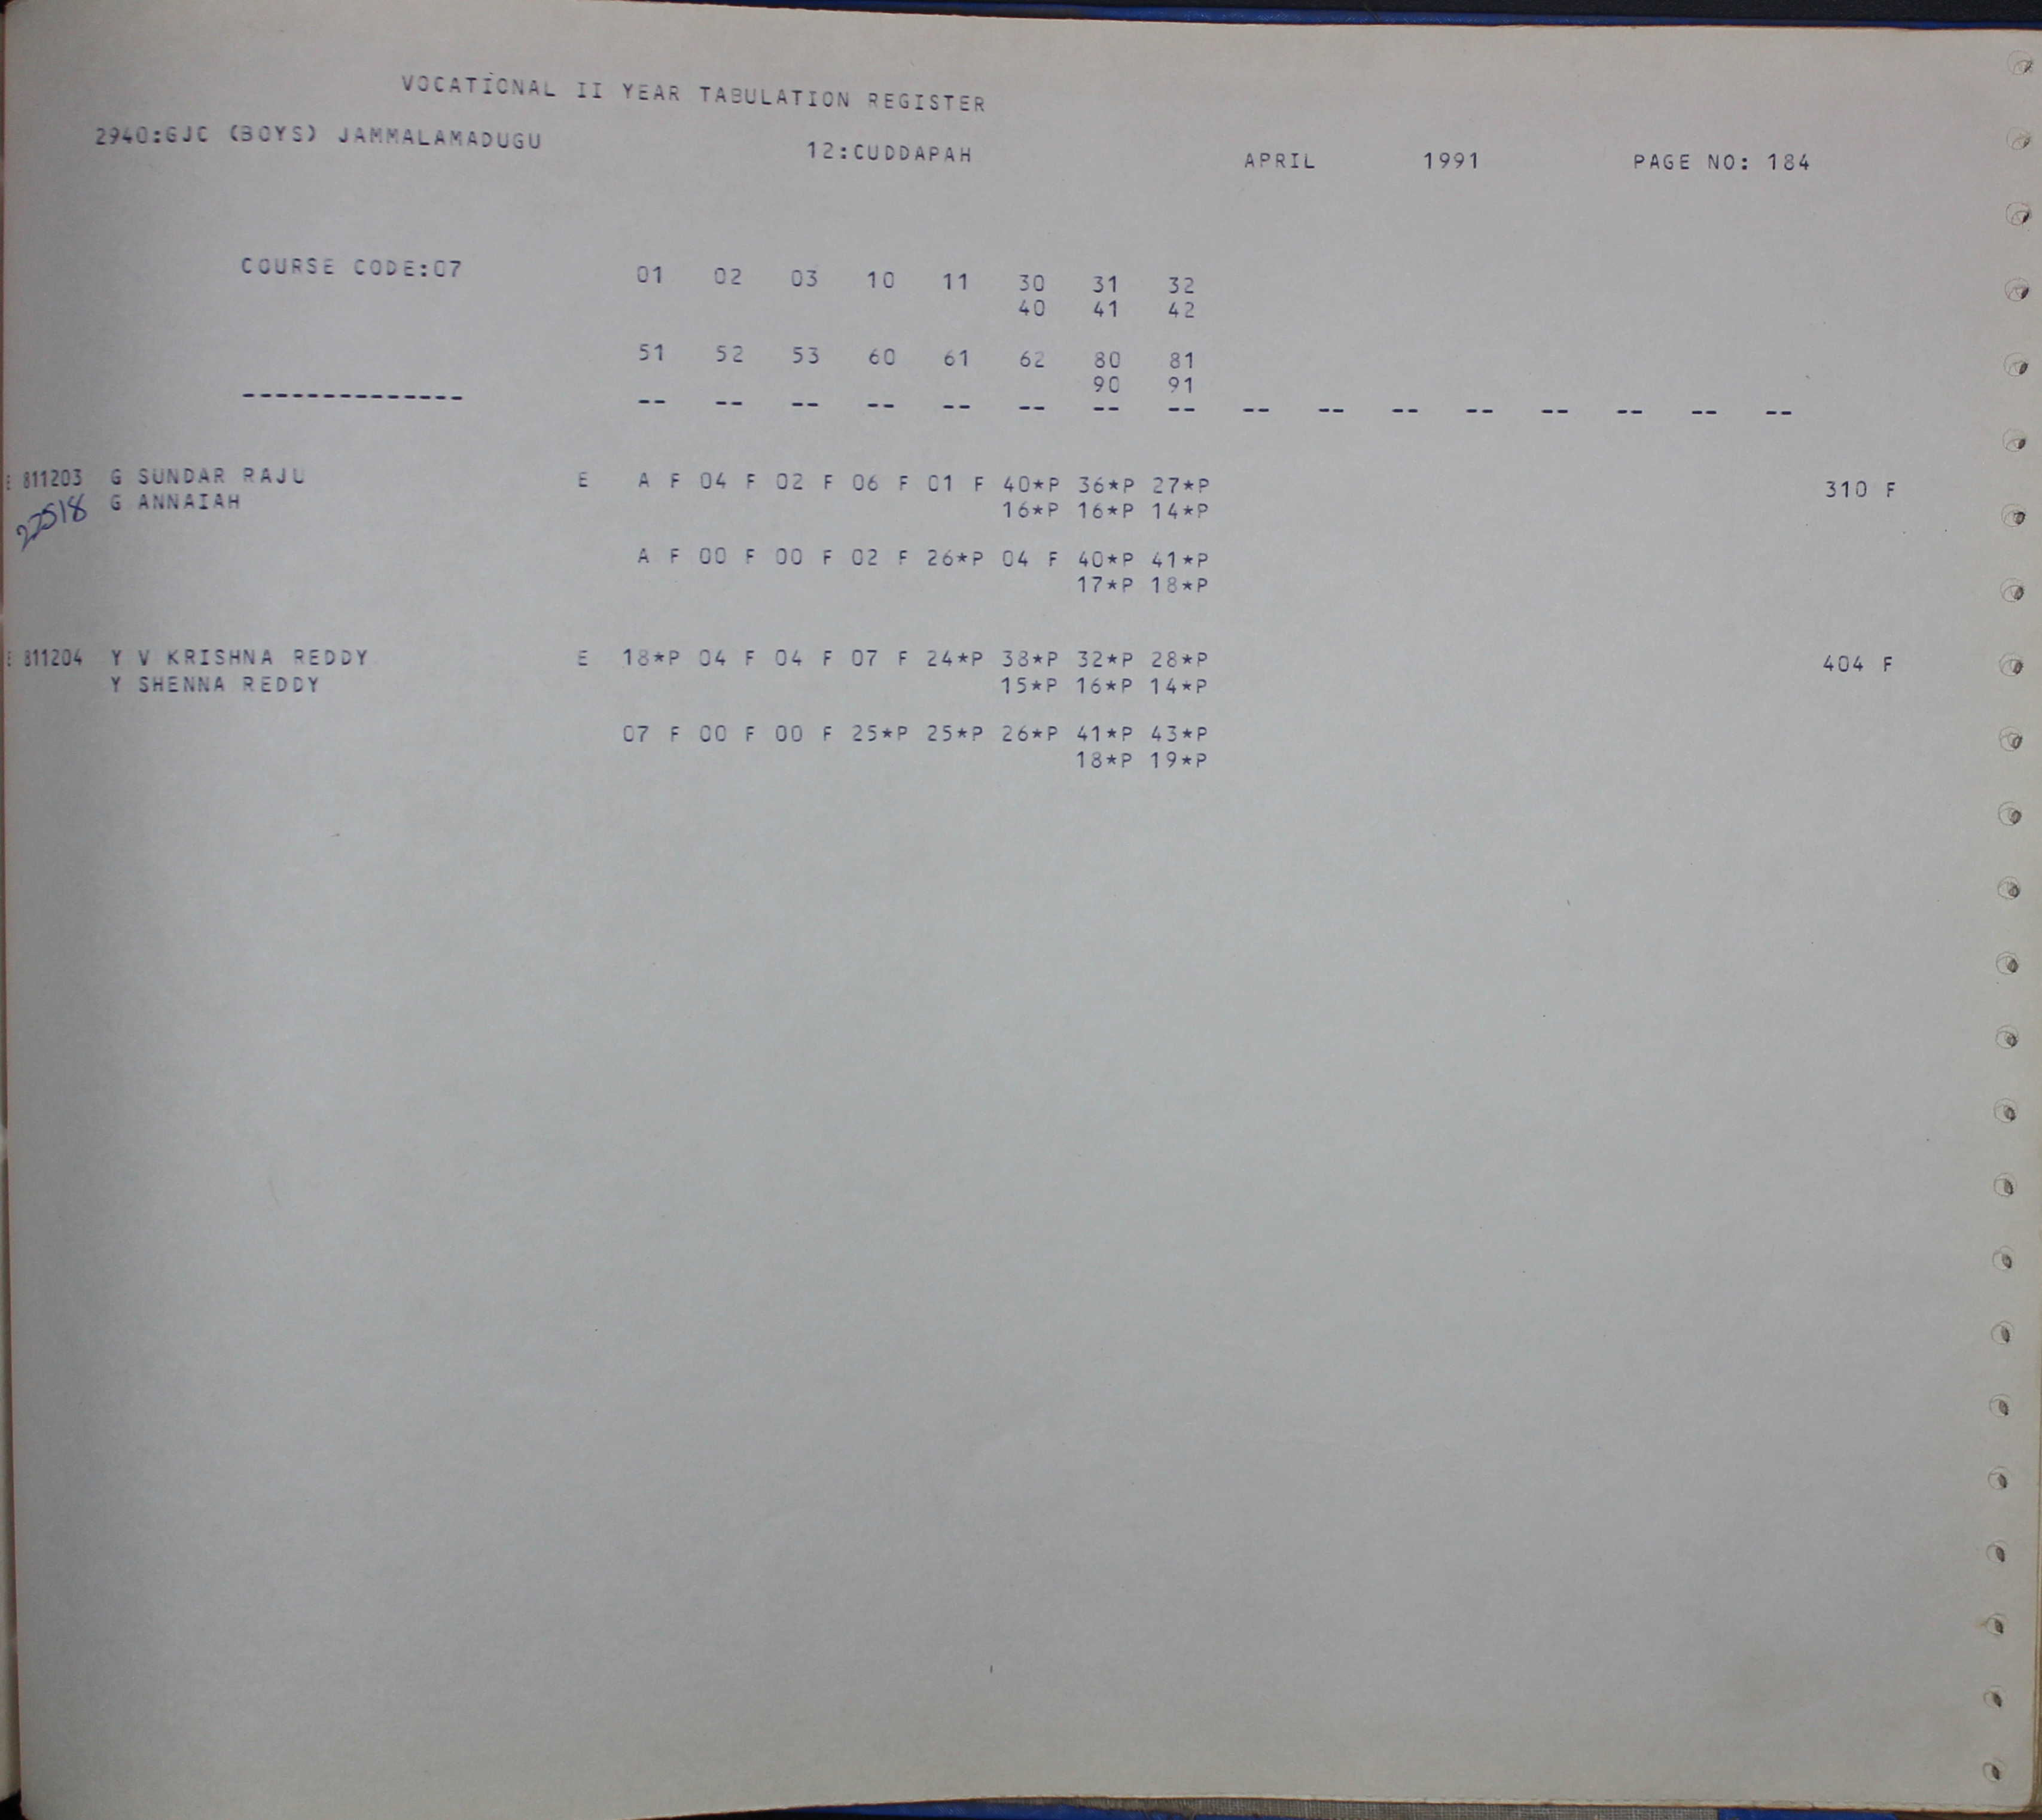 VOCATIONAL II YEAR TABULATION REGISTER
2940:GJC (BOYS) JAMMALAMADUGU 12:CUDDAPAH APRIL 1991 PAGE NO: 184
COURSE CODE:07 01 02 03 10 11 30 31 32
40 41 42
51 52 53 60 61 62 80 81
90 91
-------------- -- -- -- -- -- -- -- -- -- -- -- -- -- -- -- --
E 811203 G SUNDAR RAJU E A F 04 F 02 F 06 F 01 F 40*P 36*P 27*P 310 F
22518 G ANNAIAH 16*P 16*P 14*P
A F 00 F 00 F 02 F 26*P 04 F 40*P 41*P
17*P 18*P
E 811204 Y V KRISHNA REDDY E 18*P 04 F 04 F 07 F 24*P 38*P 32*P 28*P 404 F
Y SHENNA REDDY 15*P 16*P 14*P
07 F 00 F 00 F 25*P 25*P 26*P 41*P 43*P
18*P 19*P